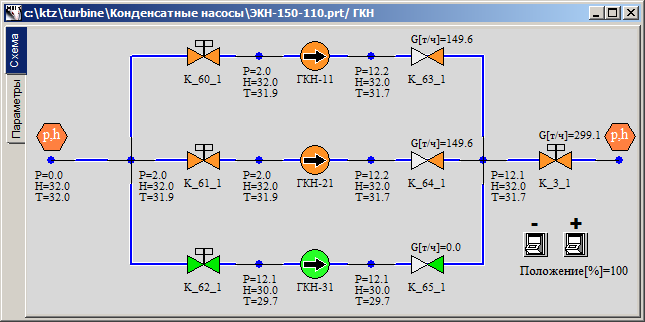 c:\ktz\turbine\Конденсатные насосы\ЭКН-150-110.prt/ ГКН
Схема
Параметры
G[т/ч]=149.6
K_60_1
P=2.0
H=32.0
T=31.9
ГКН-11
P=12.2
H=32.0
T=31.7
K_63_1
p,h
P=0.0
H=32.0
T=32.0
P=2.0
H=32.0
T=31.9
K_61_1
P=2.0
H=32.0
T=31.9
ГКН-21
P=12.2
H=32.0
T=31.7
G[т/ч]=149.6
K_64_1
P=12.1
H=32.0
T=31.7
G[т/ч]=299.1
K_3_1
p,h
K_62_1
P=12.1
H=30.0
T=29.7
ГКН-31
P=12.1
H=30.0
T=29.7
G[т/ч]=0.0
K_65_1
- +
Положение[%]=100